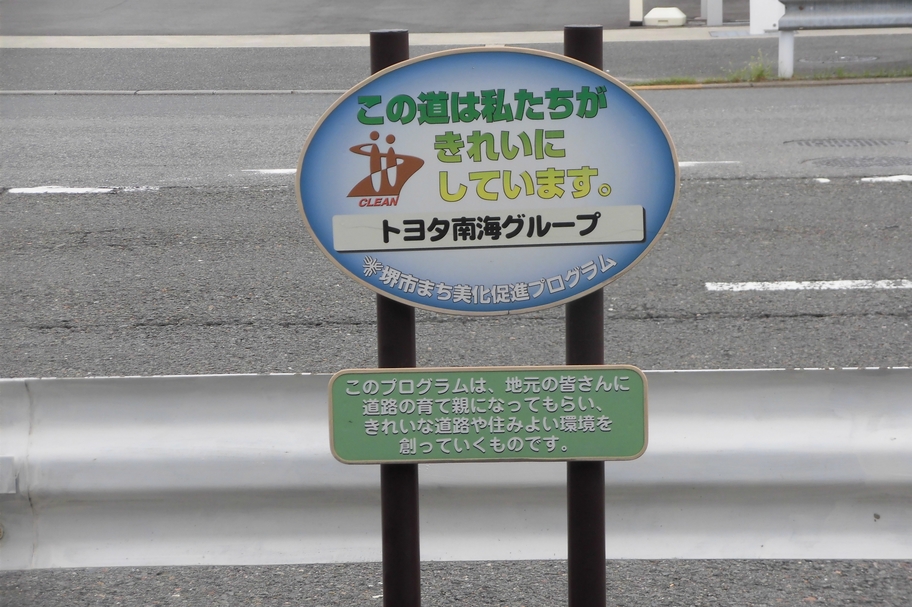 この道は私たちが
きれいに
しています。
CLEAN
トヨタ南海グループ
堺市まち美化促進プログラム
このプログラムは、地元の皆さんに
道路の育て親になってもらい、
きれいな道路や住みよい環境を
創っていくものです。